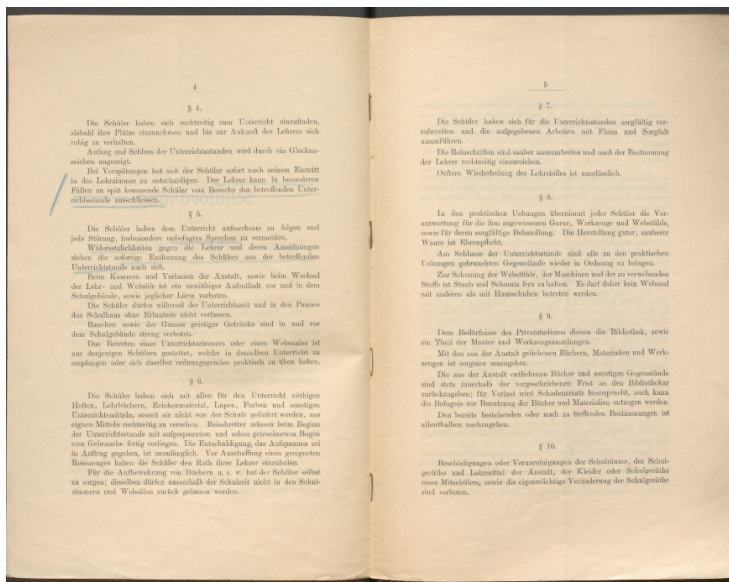 4
§ 4.
Die Schüler haben sich rechtzeitig zum Unterricht einzufinden,
alsbald ihre Plätze einzunehmen und bis zur Ankunft des Lehrers sich
ruhig zu verhalten.
Anfang und Schluss der Unterrichtsstunden wird durch ein Glocken-
zeichen angezeigt.
Bei Verspätungen hat sich der Schüler sofort nach seinem Eintritt
in das Lehrzimmer zu entschuldigen. Der Lehrer kann in besonderen
Fällen zu spät kommende Schüler vom Besuche der betreffenden Unter-
richtsstunde ausschliessen.
§ 5.
Die Schüler haben dem Unterricht aufmerksam zu folgen und
jede Störung, insbesondere unbefugtes Sprechen zu vermeiden.
Widersetzlichkeiten gegen die Lehrer und deren Anordnungen
ziehen die sofortige Entfernung des Schülers aus der betreffenden
Unterrichtsstunde nach sich.
Beim Kommen und Verlassen der Anstalt, sowie beim Wechsel
der Lehr- und Websäle ist ein unnöthiger Aufenthalt vor und in dem
Schulgebäude, sowie jeglicher Lärm verboten.
Die Schüler dürfen während der Unterrichtszeit und in den Pausen
das Schulhaus ohne Erlaubnis nicht verlassen.
Rauchen sowie der Genuss geistiger Getränke sind in und vor
dem Schulgebäude streng verboten.
Das Betreten eines Unterrichtszimmers oder eines Websaales ist
nur denjenigen Schülern gestattet, welche in denselben Unterricht zu
empfangen oder sich daselbst ordnungsgemäss praktisch zu üben haben.
§ 6.
Die Schüler haben sich mit allen für den Unterricht nöthigen
Heften, Lehrbüchern, Zeichenmaterial, Lupen, Farben und sonstigen
Unterrichtsmitteln, soweit sie nicht von der Schule geliefert werden, aus
eignen Mitteln rechtzeitig zu versehen. Reissbretter müssen beim Beginn
der Unterrichtsstunde mit aufgespanntem und schon getrocknetem Bogen
zum Gebrauche fertig vorliegen. Die Entschuldigung, das Aufspannen sei
in Auftrag gegeben, ist unzulänglich. Vor Anschaffung eines geeigneten
Reisszeuges haben die Schüler den Rath ihrer Lehrer einzuholen.
Für die Aufbewahrung von Büchern u. s. w. hat der Schüler selbst
zu sorgen; dieselben dürfen ausserhalb der Schulzeit nicht in den Schul-
zimmern und Websälen zurück gelassen werden.
5
§ 7.
Die Schüler haben sich für die Unterrichtsstunden sorgfältig vor-
zubereiten und die aufgegebenen Arbeiten mit Fleiss und Sorgfalt
auszuführen.
Die Reinschriften sind sauber auszuarbeiten und nach der Bestimmung
der Lehrer rechtzeitig einzureichen.
Oeftere Wiederholung des Lehrstoffes ist unerlässlich.
§ 8.
In den praktischen Uebungen übernimmt jeder Schüler die Ver-
antwortung für die ihm zugewiesenen Garne, Werkzeuge und Webstühle,
sowie für deren sorgfältige Behandlung. Die Herstellung guter, sauberer
Waare ist Ehrenpflicht.
Am Schlusse der Unterrichtsstunde sind alle zu den praktischen
Uebungen gebrauchten Gegenstände wieder in Ordnung zu bringen.
Zur Schonung der Webstühle, der Maschinen und der zu verwebenden
Stoffe ist Staub und Schmutz fern zu halten. Es darf daher kein Websaal
mit anderen als mit Hausschuhen betreten werden.
§ 9.
Dem Bedürfnisse des Privatstudiums dienen die Bibliothek, sowie
ein Theil der Muster und Werkzeugsammlungen.
Mit den aus der Anstalt geliehenen Büchern, Materialien und Werk-
zeugen ist sorgsam umzugehen.
Die aus der Anstalt entliehenen Bücher und sonstigen Gegenstände
sind stets innerhalb der vorgeschriebenen Frist an den Bibliothekar
zurückzugeben; für Verlust wird Schadenersatz beansprucht, auch kann
die Befugnis zur Benutzung der Bücher und Materialien entzogen werden.
Den bereits bestehenden oder noch zu treffenden Bestimmungen ist
allenthalben nachzugehen.
§ 10.
Beschädigungen oder Verunreinigungen der Schulräume, der Schul-
geräthe und Lehrmittel der Anstalt, der Kleider oder Schulgeräthe
eines Mitschülers, sowie die eigenmächtige Veränderung der Schulgeräthe
sind verboten.